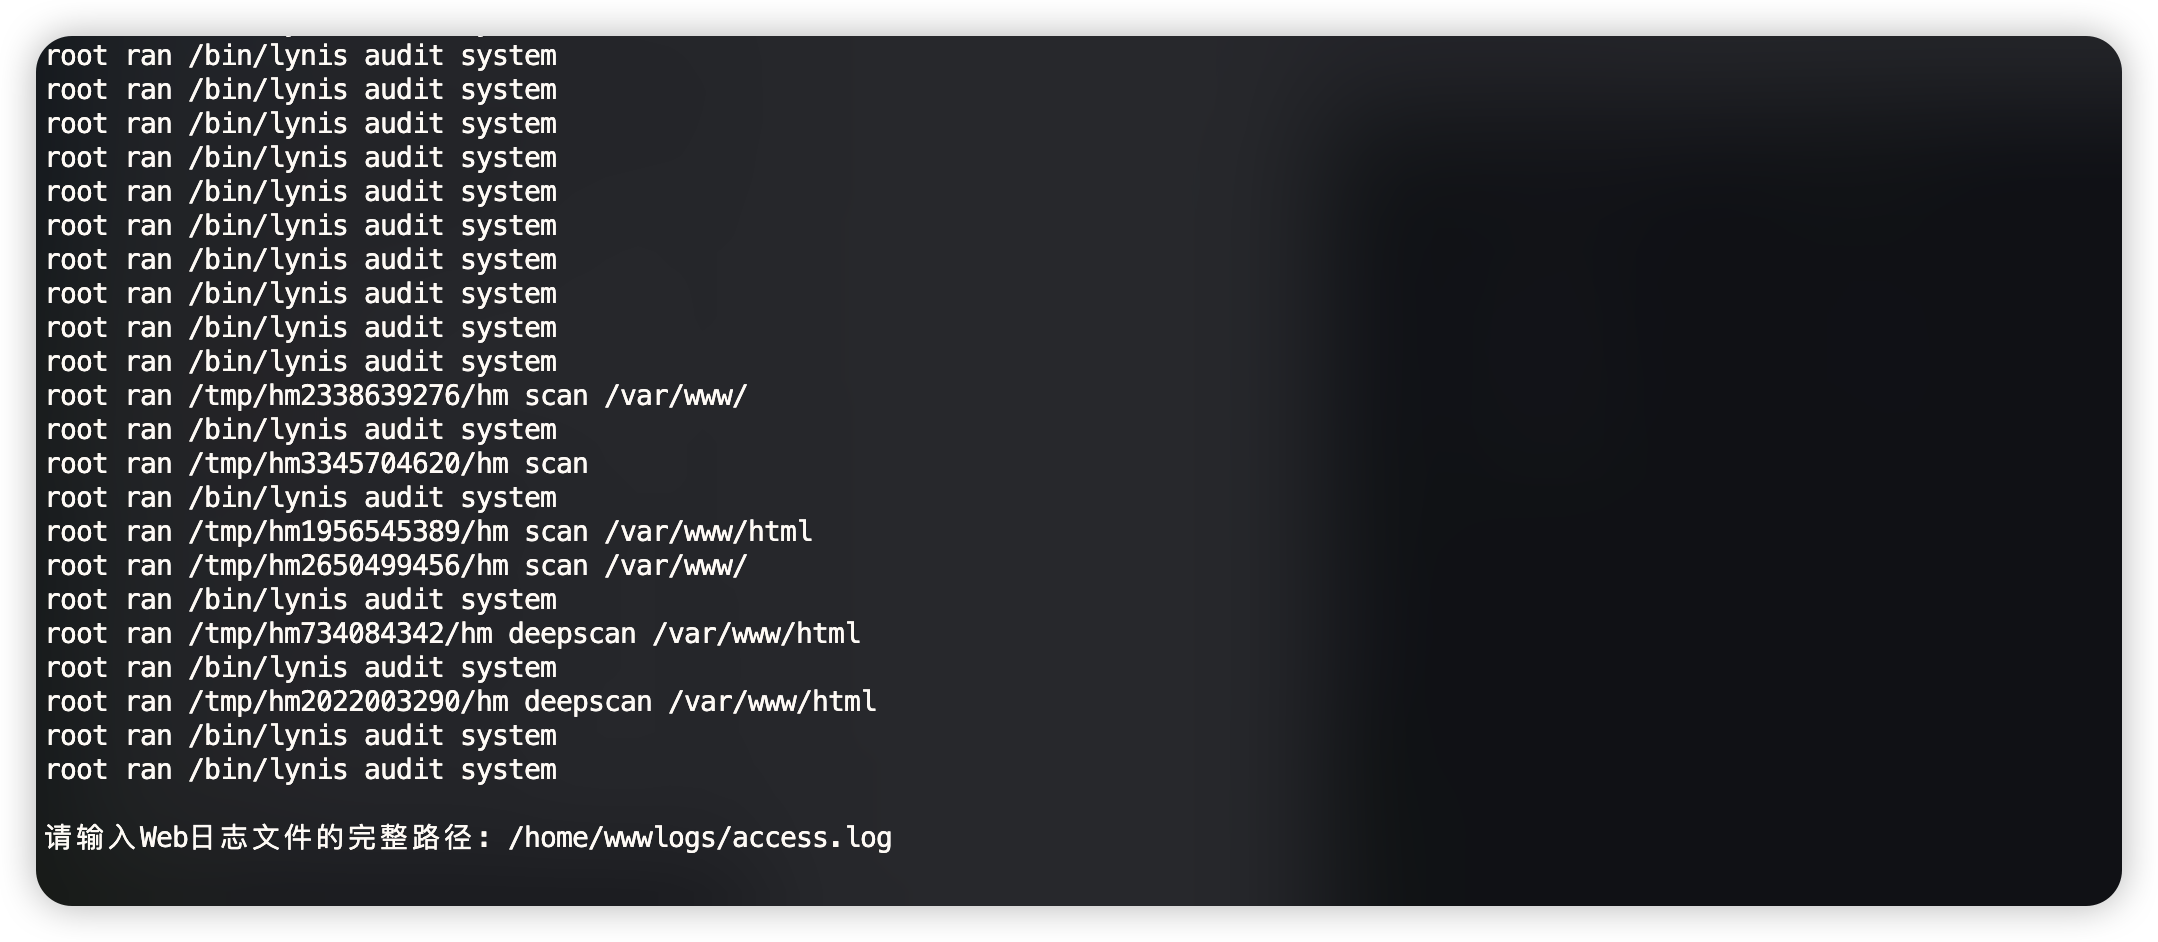 root ran /bin/lynis audit system
root ran /bin/lynis audit system
root ran /bin/lynis audit system
root ran /bin/lynis audit system
root ran /bin/lynis audit system
root ran /bin/lynis audit system
root ran /bin/lynis audit system
root ran /bin/lynis audit system
root ran /bin/lynis audit system
root ran /bin/lynis audit system
root ran /tmp/hm2338639276/hm scan /var/www/
root ran /bin/lynis audit system
root ran /tmp/hm3345704620/hm scan
root ran /bin/lynis audit system
root ran /tmp/hm1956545389/hm scan /var/www/html
root ran /tmp/hm2650499456/hm scan /var/www/
root ran /bin/lynis audit system
root ran /tmp/hm734084342/hm deepscan /var/www/html
root ran /bin/lynis audit system
root ran /tmp/hm2022003290/hm deepscan /var/www/html
root ran /bin/lynis audit system
root ran /bin/lynis audit system
请输入Web日志文件的完整路径: /home/wwwlogs/access.log